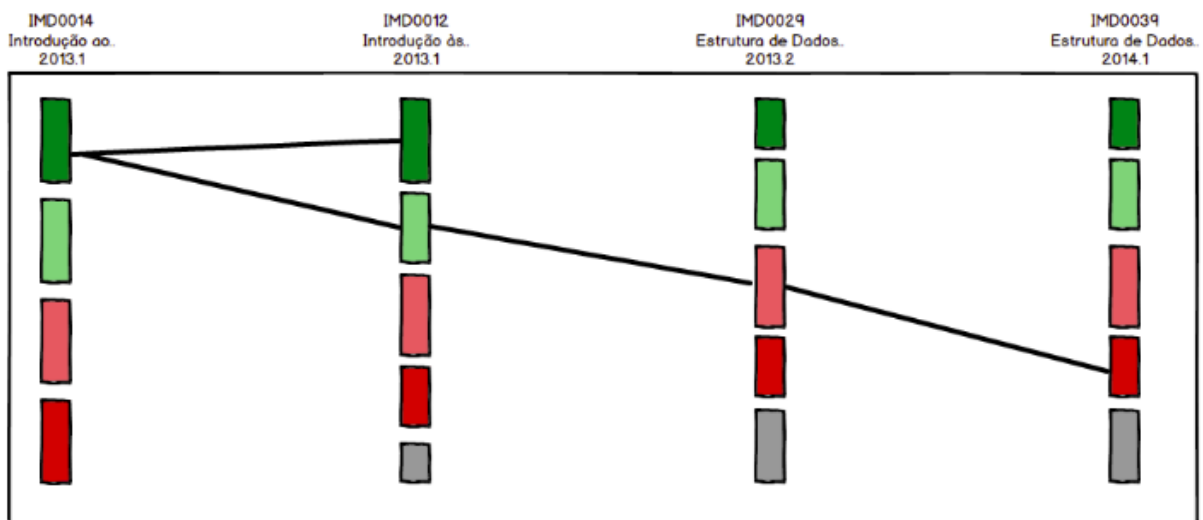 IMD0014
Introdução ao..
2013.1
IMD0012
Introdução às..
2013.1
IMD0029
Estrutura de Dados..
2013.2
IMD0039
Estrutura de Dados..
2014.1